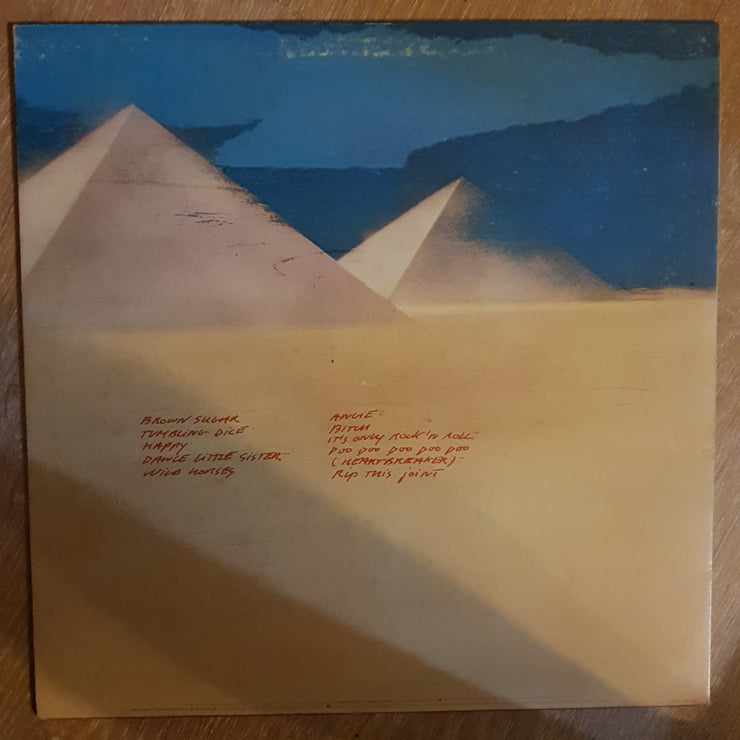 BROWN SUGAR
TUMBLING DICE
HAPPY
DANCE LITTLE SISTER
WILD HORSES
ANGIE
BITCH
IT'S ONLY ROCK 'N ROLL
DOO DOO DOO DOO DOO
(HEARTBREAKER)
RIP THIS JOINT